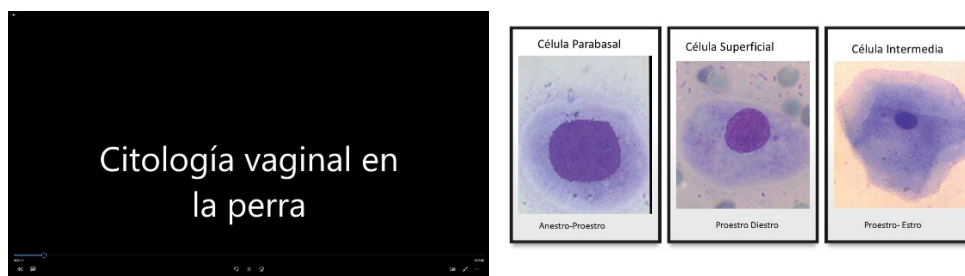 Citología vaginal en
la perra
Célula Parabasal
Célula Superficial
Célula Intermedia
Anestro-Proestro
Proestro Diestro
Proestro- Estro